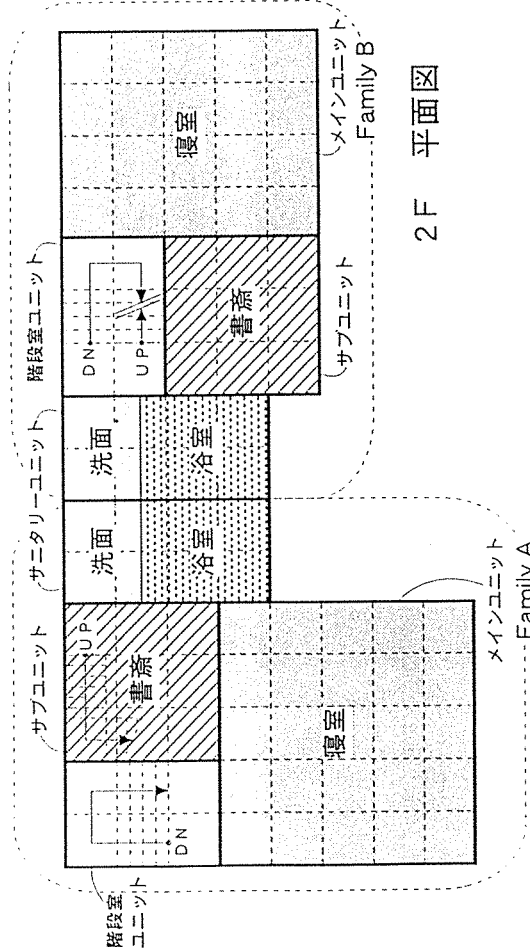 階段室ユニット
サニタリーユニット
サブユニット
階段室
ユニット
DN
UP
書斎
寝室
洗面
浴室
洗面
浴室
DN
UP
書斎
寝室
サブユニット
メインユニット
Family B
メインユニット
Family A
2F 平面図